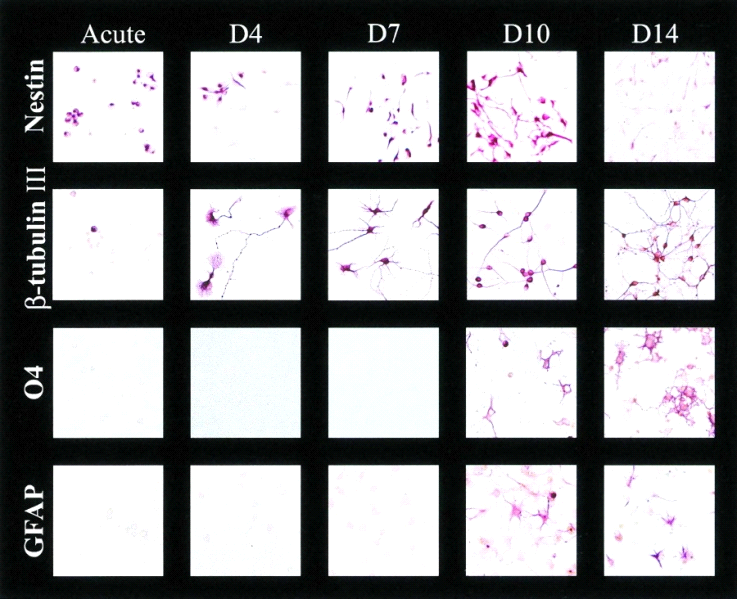 Acute D4 D7 D10 D14
Nestin
β-tubulin III
O4
GFAP